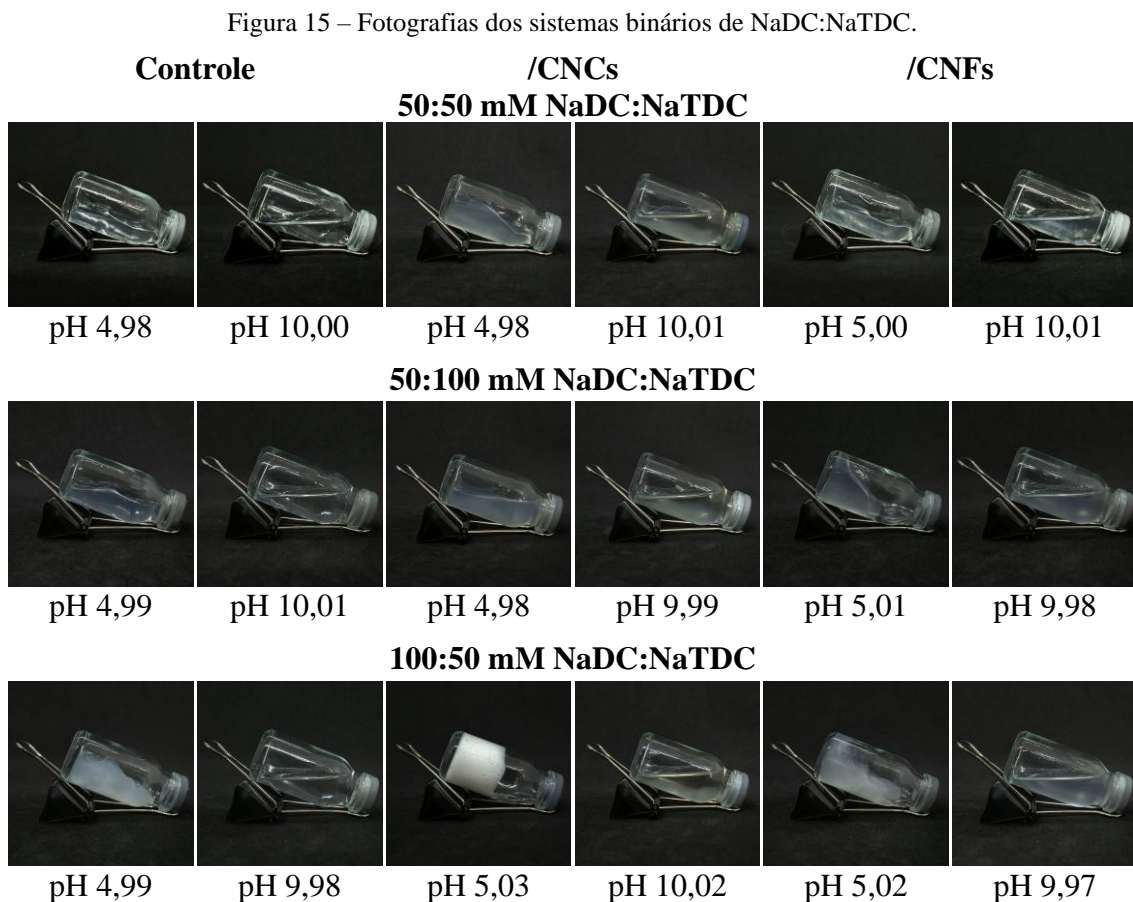 Figura 15 – Fotografias dos sistemas binários de NaDC:NaTDC.
Controle /CNCs /CNFs
50:50 mM NaDC:NaTDC
pH 4,98 pH 10,00 pH 4,98 pH 10,01 pH 5,00 pH 10,01
50:100 mM NaDC:NaTDC
pH 4,99 pH 10,01 pH 4,98 pH 9,99 pH 5,01 pH 9,98
100:50 mM NaDC:NaTDC
pH 4,99 pH 9,98 pH 5,03 pH 10,02 pH 5,02 pH 9,97